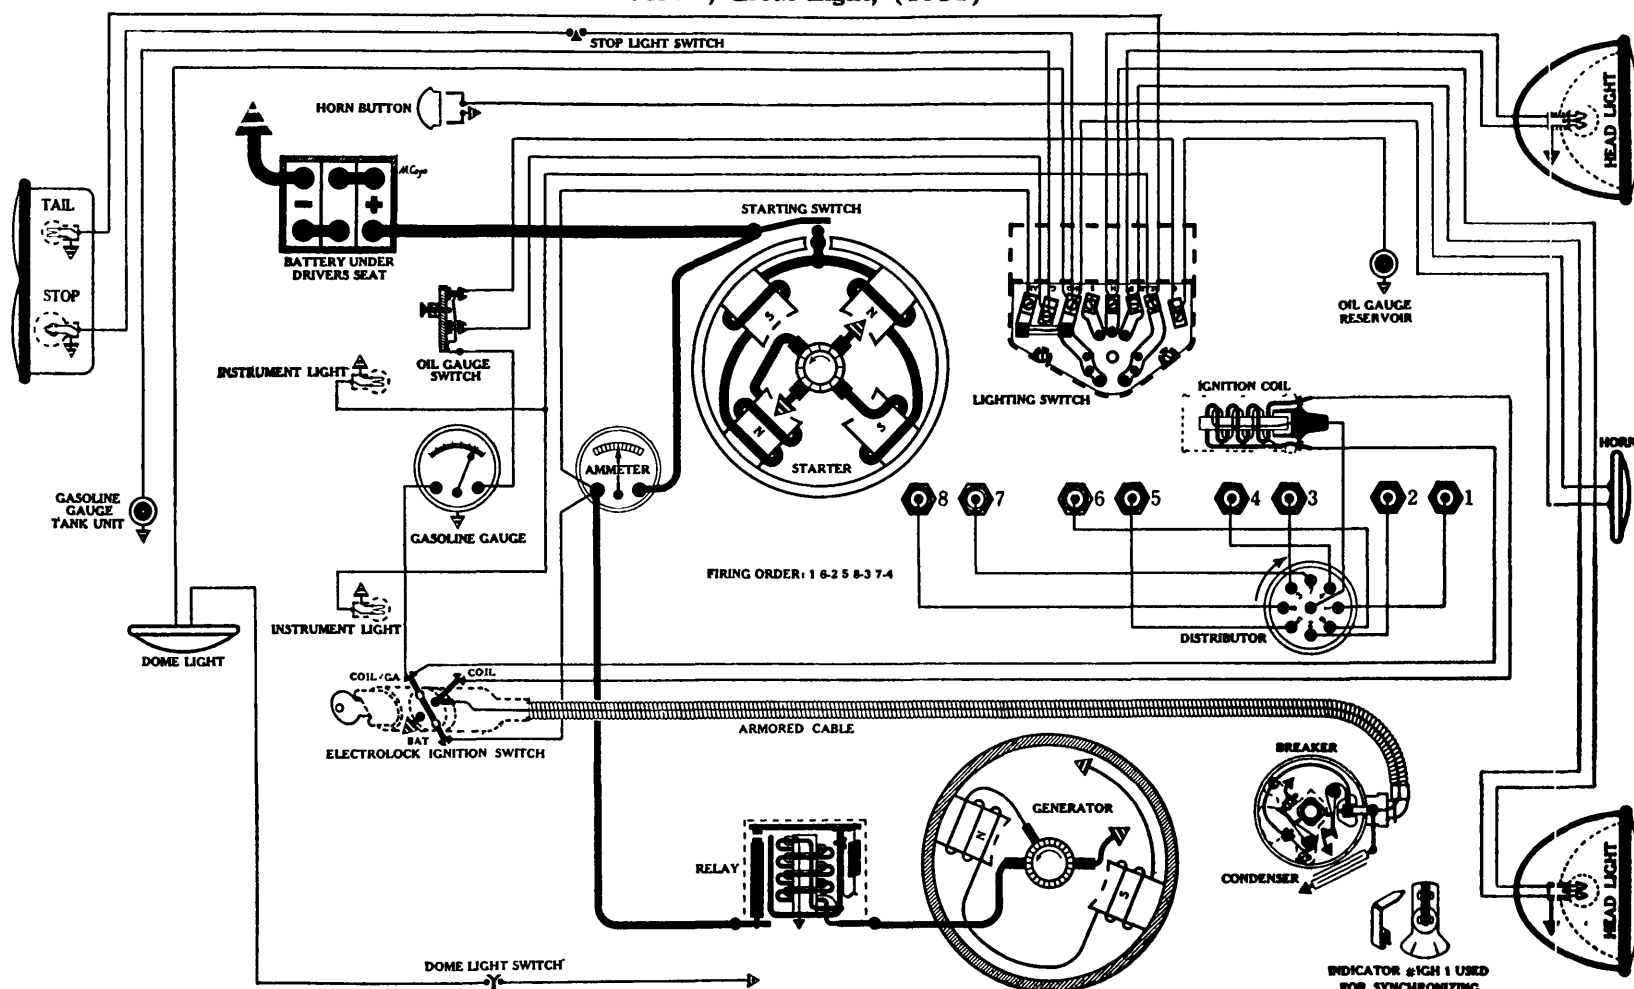 STOP LIGHT SWITCH
HORN BUTTON
HEAD LIGHT
TAIL
STOP
-
+
BATTERY UNDER
DRIVERS SEAT
STARTING SWITCH
S
N
N
S
STARTER
OIL GAUGE
SWITCH
INSTRUMENT LIGHT
LIGHTING SWITCH
OIL GAUGE
RESERVOIR
IGNITION COIL
HORN
AMMETER
GASOLINE
GAUGE
TANK UNIT
GASOLINE GAUGE
8 7 6 5 4 3 2 1
FIRING ORDER: 1 6-2 5 8-3 7-4
INSTRUMENT LIGHT
DISTRIBUTOR
DOME LIGHT
COIL/GA
COIL
BAT
ELECTROLOCK IGNITION SWITCH
ARMORED CABLE
BREAKER
GENERATOR
N
S
RELAY
CONDENSER
HEAD LIGHT
DOME LIGHT SWITCH
INDICATOR #IGH 1 USED
FOR SYNCHRONIZING